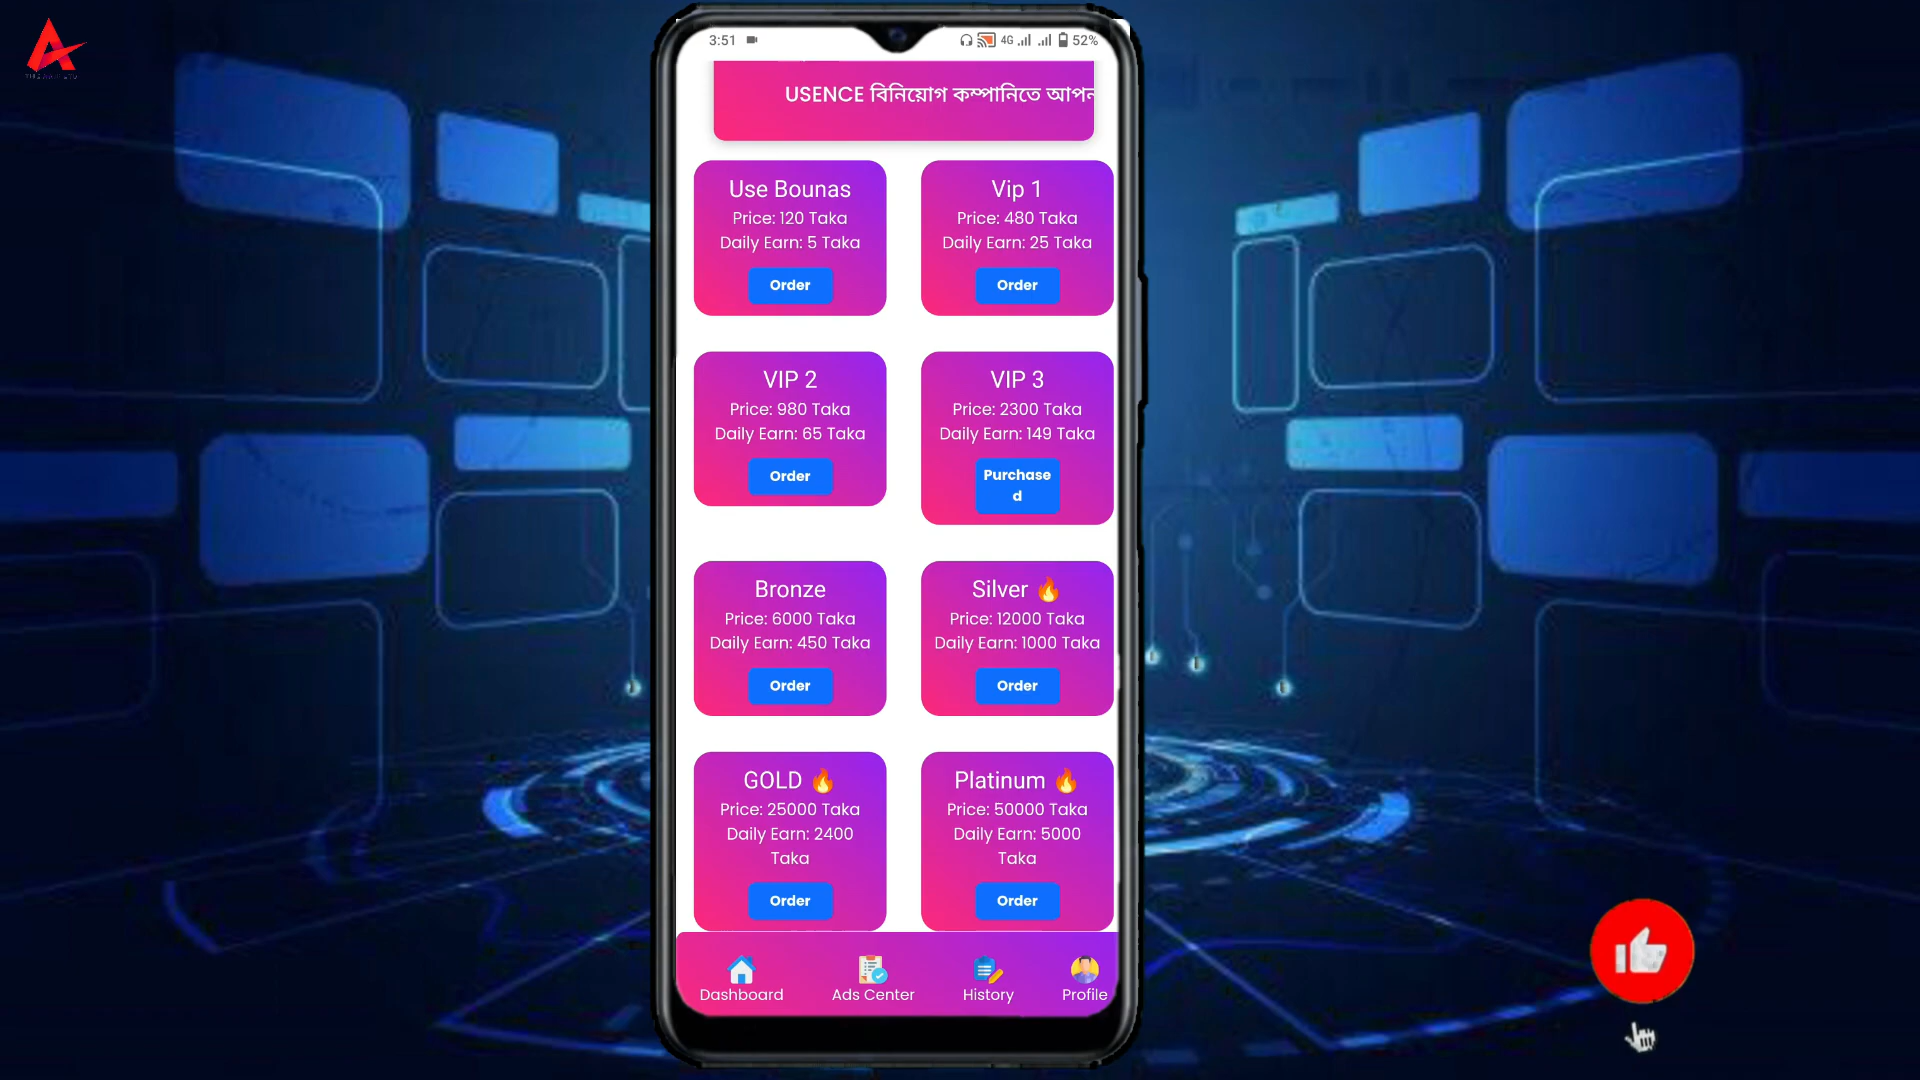 3:51
4G
52%
USENCE বিনিয়োগ কম্পানিতে
Use Bounas
Price: 120 Taka
Daily Earn: 5 Taka
Order
Vip 1
Price: 480 Taka
Daily Earn: 25 Taka
Order
VIP 2
Price: 980 Taka
Daily Earn: 65 Taka
Order
VIP 3
Price: 2300 Taka
Daily Earn: 149 Taka
Purchase
d
Bronze
Price: 6000 Taka
Daily Earn: 450 Taka
Order
Silver 🔥
Price: 12000 Taka
Daily Earn: 1000 Taka
Order
GOLD 🔥
Price: 25000 Taka
Daily Earn: 2400
Taka
Order
Platinum 🔥
Price: 50000 Taka
Daily Earn: 5000
Taka
Order
Dashboard
Ads Center
History
Profile